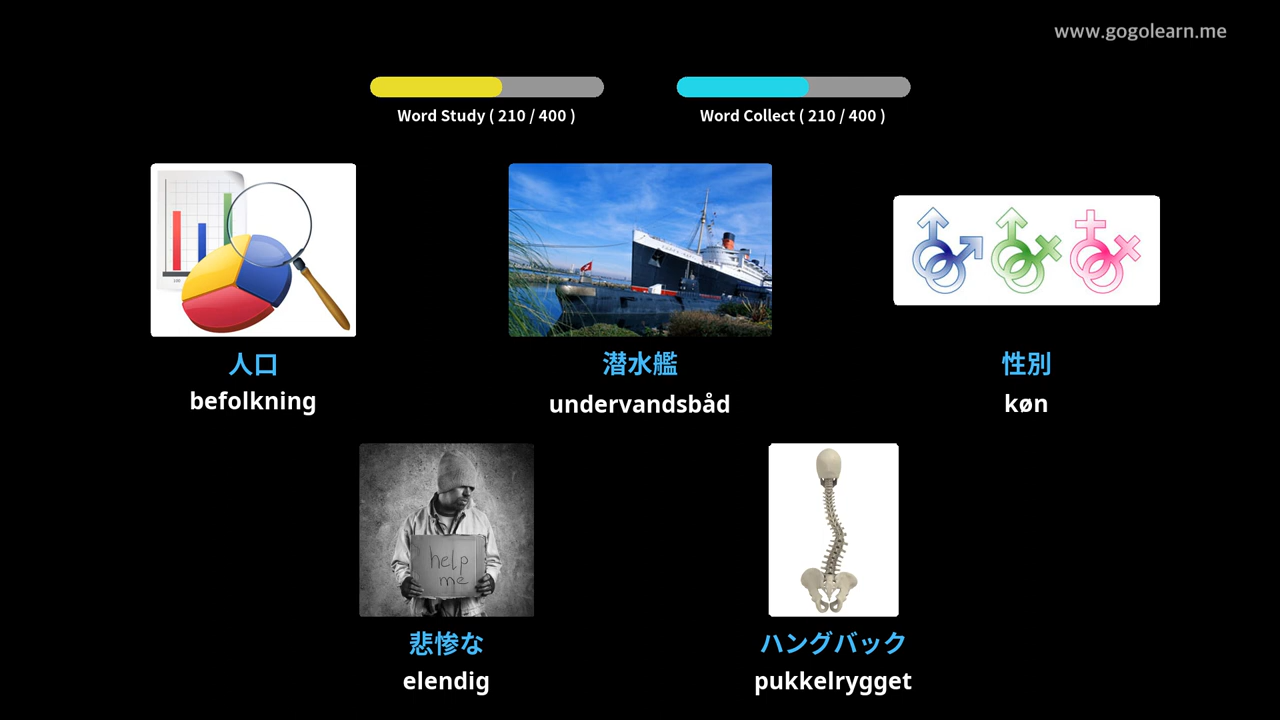 www.gogolearn.me
Word Study ( 210 / 400 )
Word Collect ( 210 / 400 )
人口
befolkning
潜水艦
undervandsbåd
性別
køn
help
me
悲惨な
elendig
ハングバック
pukkelrygget